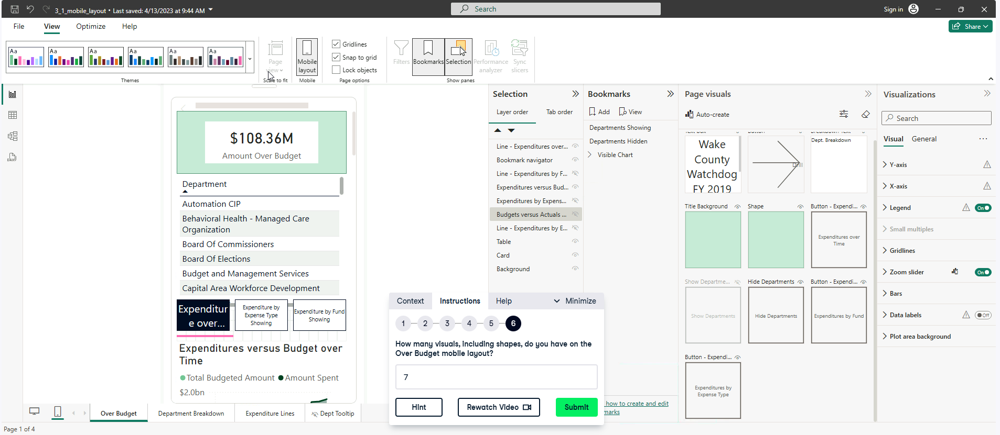 3_1_mobile_layout • Last saved: 4/13/2023 at 9:44 AM
Search
Sign in
File
View
Optimize
Help
Share
Aa
Aa
Aa
Aa
Aa
Aa
Themes
Page
view
Scale to fit
Mobile
layout
Mobile
Gridlines
Snap to grid
Lock objects
Page options
Filters
Bookmarks
Selection
Performance
analyzer
Sync
slicers
Show panes
DAX
$108.36M
Amount Over Budget
Department
Automation CIP
Behavioral Health - Managed Care
Organization
Board Of Commissioners
Board Of Elections
Budget and Management Services
Capital Area Workforce Development
Expenditur
e over...
Expenditure by
Expense Type
Showing
Expenditure by Fund
Showing
Expenditures versus Budget over
Time
Total Budgeted Amount
Amount Spent
$2.0bn
Selection
Layer order
Tab order
Line - Expenditures over...
Bookmark navigator
Line - Expenditures by F...
Expenditures versus Bud...
Expenditures by Expens...
Budgets versus Actuals ...
Line - Expenditures by E...
Table
Card
Background
Bookmarks
Add
View
Departments Showing
Departments Hidden
Visible Chart
how to create and edit
marks
Page visuals
Auto-create
Text box
Button
Breakdown Text
Wake
County
Watchdog
FY 2019
Drill
Dept. Breakdown
Title Background
Shape
Button - Expendi...
Expenditures over
Time
Show Departme...
Hide Departments
Button - Expendi...
Show Departments
Hide Departments
Expenditures by Fund
Button - Expendi...
Expenditures by
Expense Type
Visualizations
Search
Visual
General
...
Y-axis
X-axis
Legend
On
Small multiples
Gridlines
Zoom slider
On
Bars
Data labels
Off
Plot area background
Context
Instructions
Help
Minimize
1
2
3
4
5
6
How many visuals, including shapes, do you have on the
Over Budget mobile layout?
7
Hint
Rewatch Video
Submit
Over Budget
Department Breakdown
Expenditure Lines
Dept Tooltip
Page 1 of 4